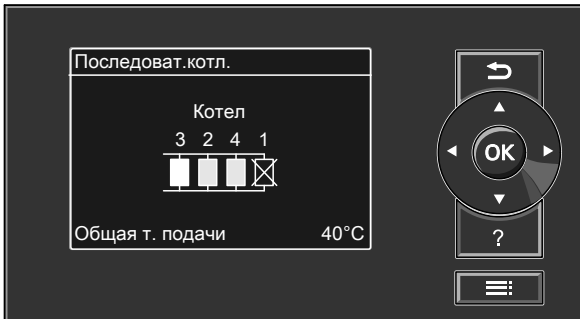 Последоват.котл.
Котел
3 2 4 1
Общая т. подачи 40°C
OK
?